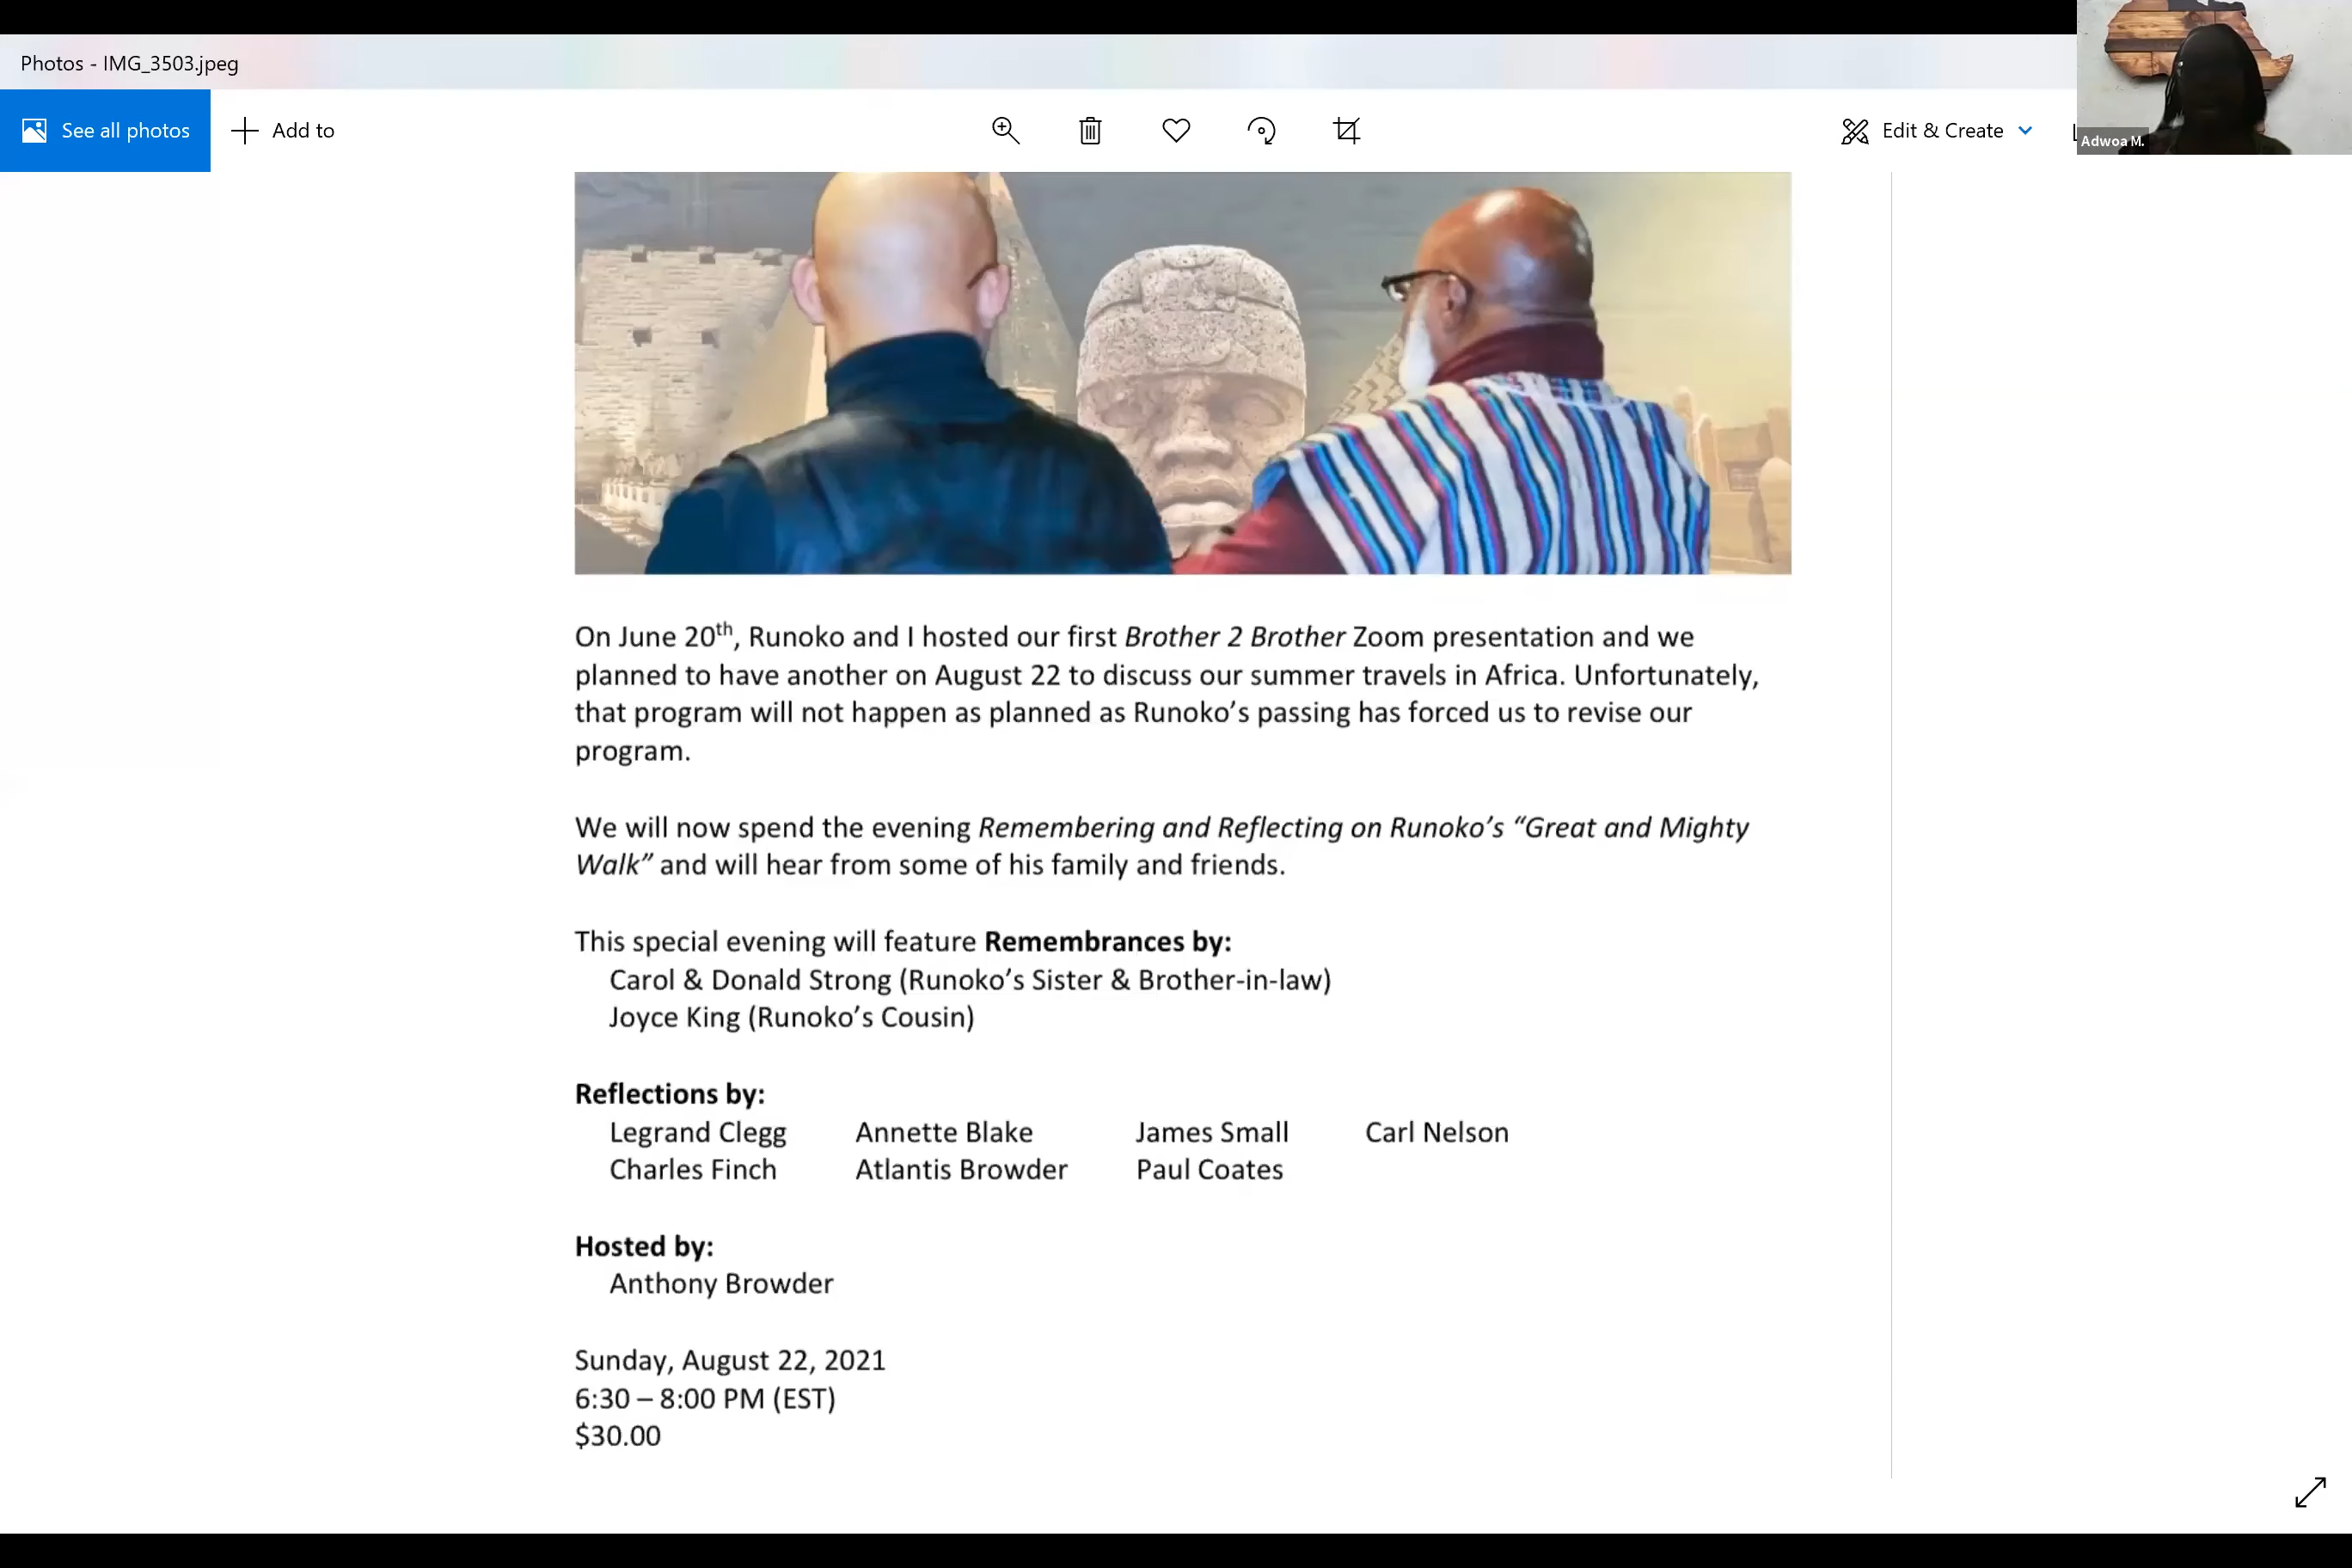 Photos - IMG_3503.jpeg
See all photos
Add to
Edit & Create
Adwoa M.
On June 20th, Runoko and I hosted our first Brother 2 Brother Zoom presentation and we
planned to have another on August 22 to discuss our summer travels in Africa. Unfortunately,
that program will not happen as planned as Runoko’s passing has forced us to revise our
program.
We will now spend the evening Remembering and Reflecting on Runoko’s “Great and Mighty
Walk” and will hear from some of his family and friends.
This special evening will feature Remembrances by:
Carol & Donald Strong (Runoko’s Sister & Brother-in-law)
Joyce King (Runoko’s Cousin)
Reflections by:
Legrand Clegg Annette Blake James Small Carl Nelson
Charles Finch Atlantis Browder Paul Coates
Hosted by:
Anthony Browder
Sunday, August 22, 2021
6:30 – 8:00 PM (EST)
$30.00